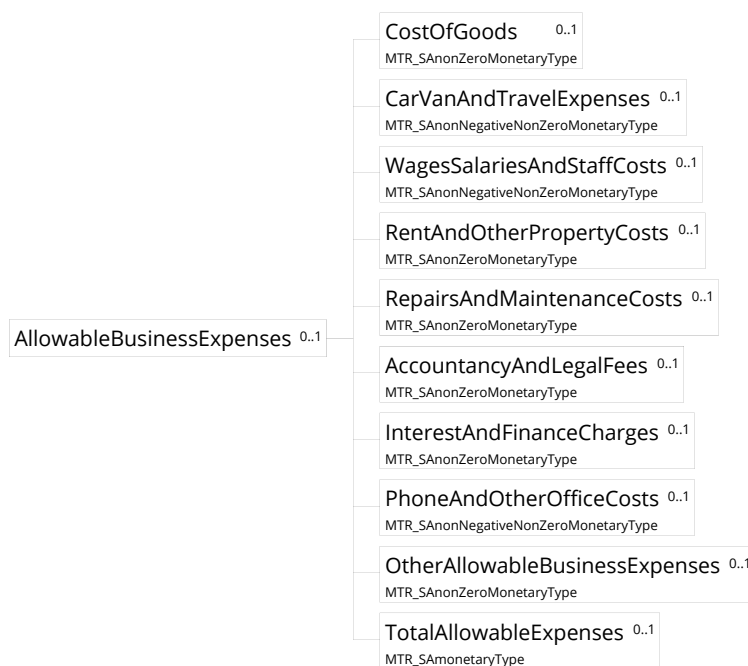 CostOfGoods 0..1
MTR_SAnonZeroMonetaryType
CarVanAndTravelExpenses 0..1
MTR_SAnonNegativeNonZeroMonetaryType
WagesSalariesAndStaffCosts 0..1
MTR_SAnonNegativeNonZeroMonetaryType
RentAndOtherPropertyCosts 0..1
MTR_SAnonZeroMonetaryType
RepairsAndMaintenanceCosts 0..1
MTR_SAnonZeroMonetaryType
AllowableBusinessExpenses 0..1
AccountancyAndLegalFees 0..1
MTR_SAnonZeroMonetaryType
InterestAndFinanceCharges 0..1
MTR_SAnonZeroMonetaryType
PhoneAndOtherOfficeCosts 0..1
MTR_SAnonNegativeNonZeroMonetaryType
OtherAllowableBusinessExpenses 0..1
MTR_SAnonZeroMonetaryType
TotalAllowableExpenses 0..1
MTR_SAmonetaryType